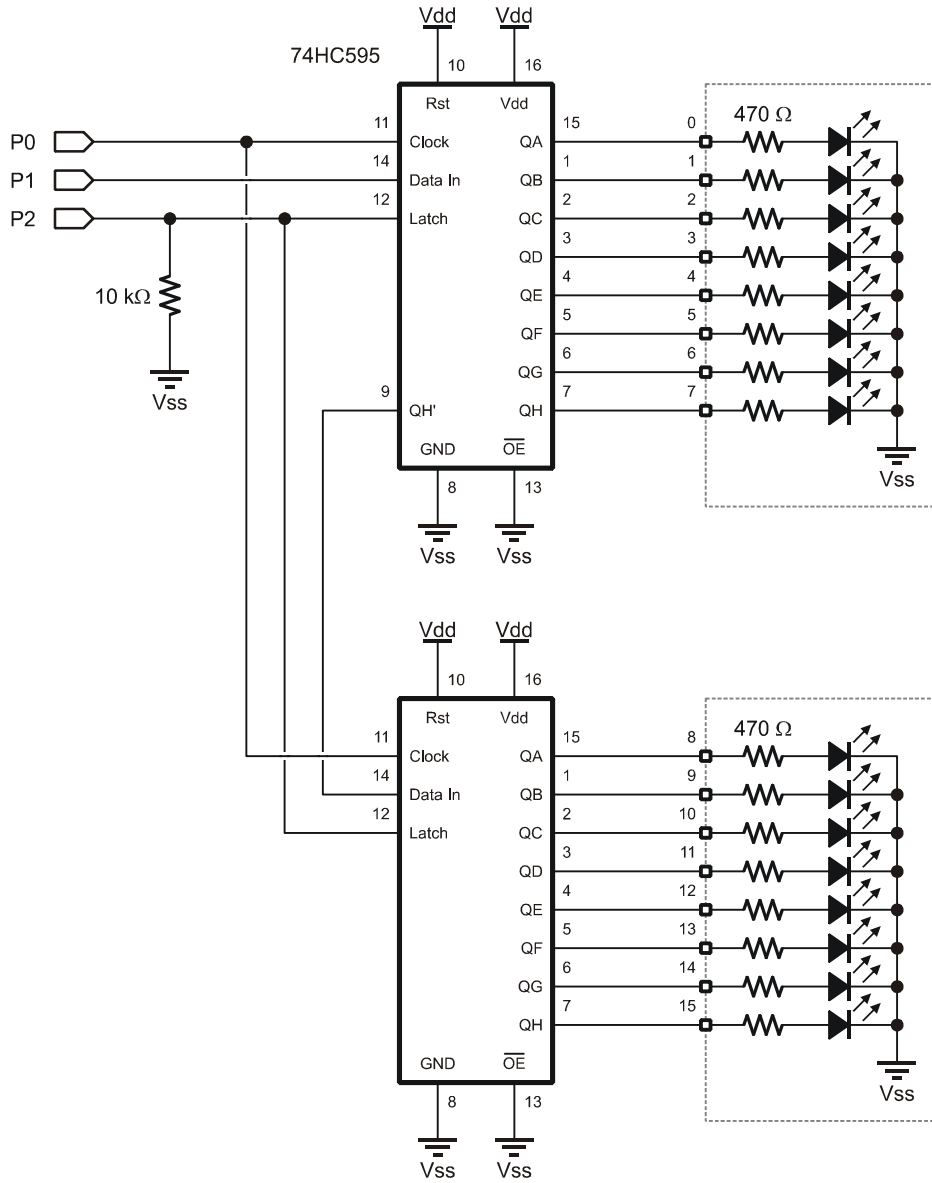 Vdd Vdd
74HC595
10 16
Rst Vdd
470 Ω
11 15 0
P0 Clock QA
14 1 1
P1 Data In QB
12 2 2
P2 Latch QC
3 3
QD
10 kΩ
4 4
QE
5 5
QF
Vss
6 6
QG
9 7 7
QH' QH
GND OE
Vss
8 13
Vss Vss
Vdd Vdd
10 16
Rst Vdd
470 Ω
11 15 8
Clock QA
14 1 9
Data In QB
12 2 10
Latch QC
3 11
QD
4 12
QE
5 13
QF
6 14
QG
7 15
QH
GND OE
Vss
8 13
Vss Vss